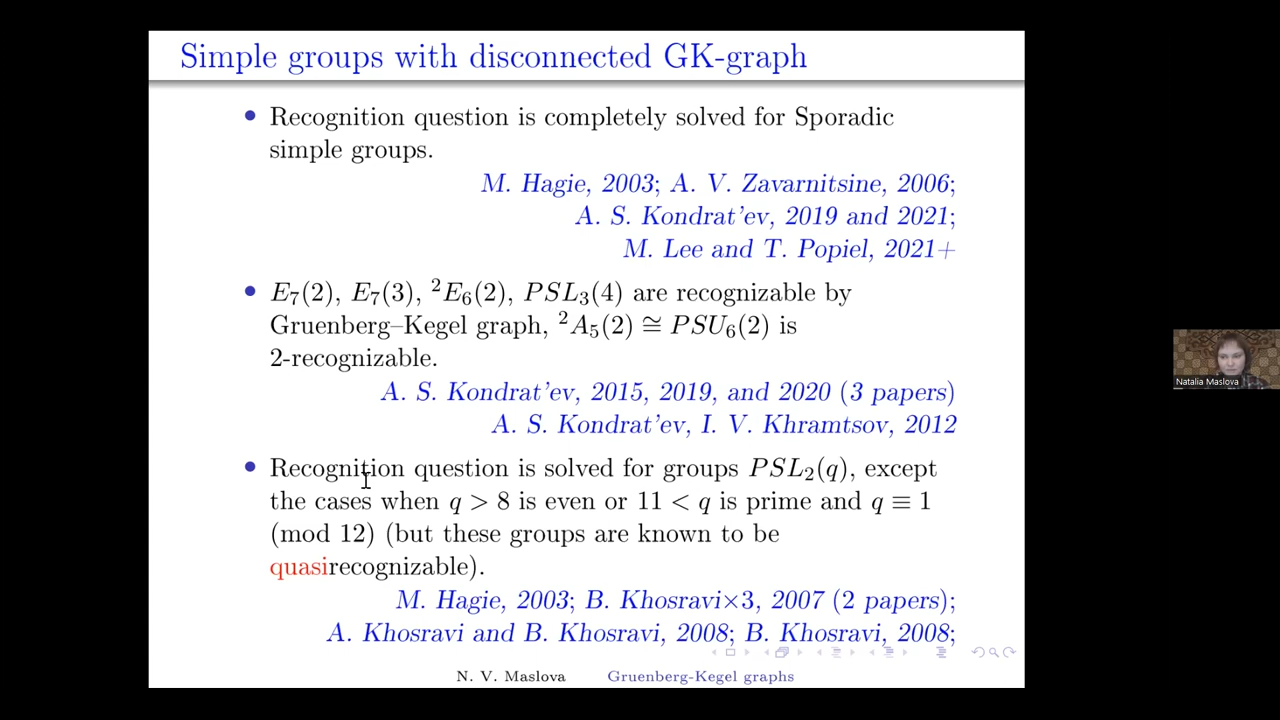 Simple groups with disconnected GK-graph
• Recognition question is completely solved for Sporadic
simple groups.
M. Hagie, 2003; A. V. Zavarnitsine, 2006;
A. S. Kondrat'ev, 2019 and 2021;
M. Lee and T. Popiel, 2021+
• E₇(2), E₇(3), ²E₆(2), PSL₃(4) are recognizable by
Gruenberg–Kegel graph, ²A₅(2) ≅ PSU₆(2) is
2-recognizable.
A. S. Kondrat'ev, 2015, 2019, and 2020 (3 papers)
A. S. Kondrat'ev, I. V. Khramtsov, 2012
• Recognition question is solved for groups PSL₂(q), except
the cases when q > 8 is even or 11 < q is prime and q ≡ 1
(mod 12) (but these groups are known to be
quasirecognizable).
M. Hagie, 2003; B. Khosravi×3, 2007 (2 papers);
A. Khosravi and B. Khosravi, 2008; B. Khosravi, 2008;
N. V. Maslova Gruenberg-Kegel graphs
Natalia Maslova